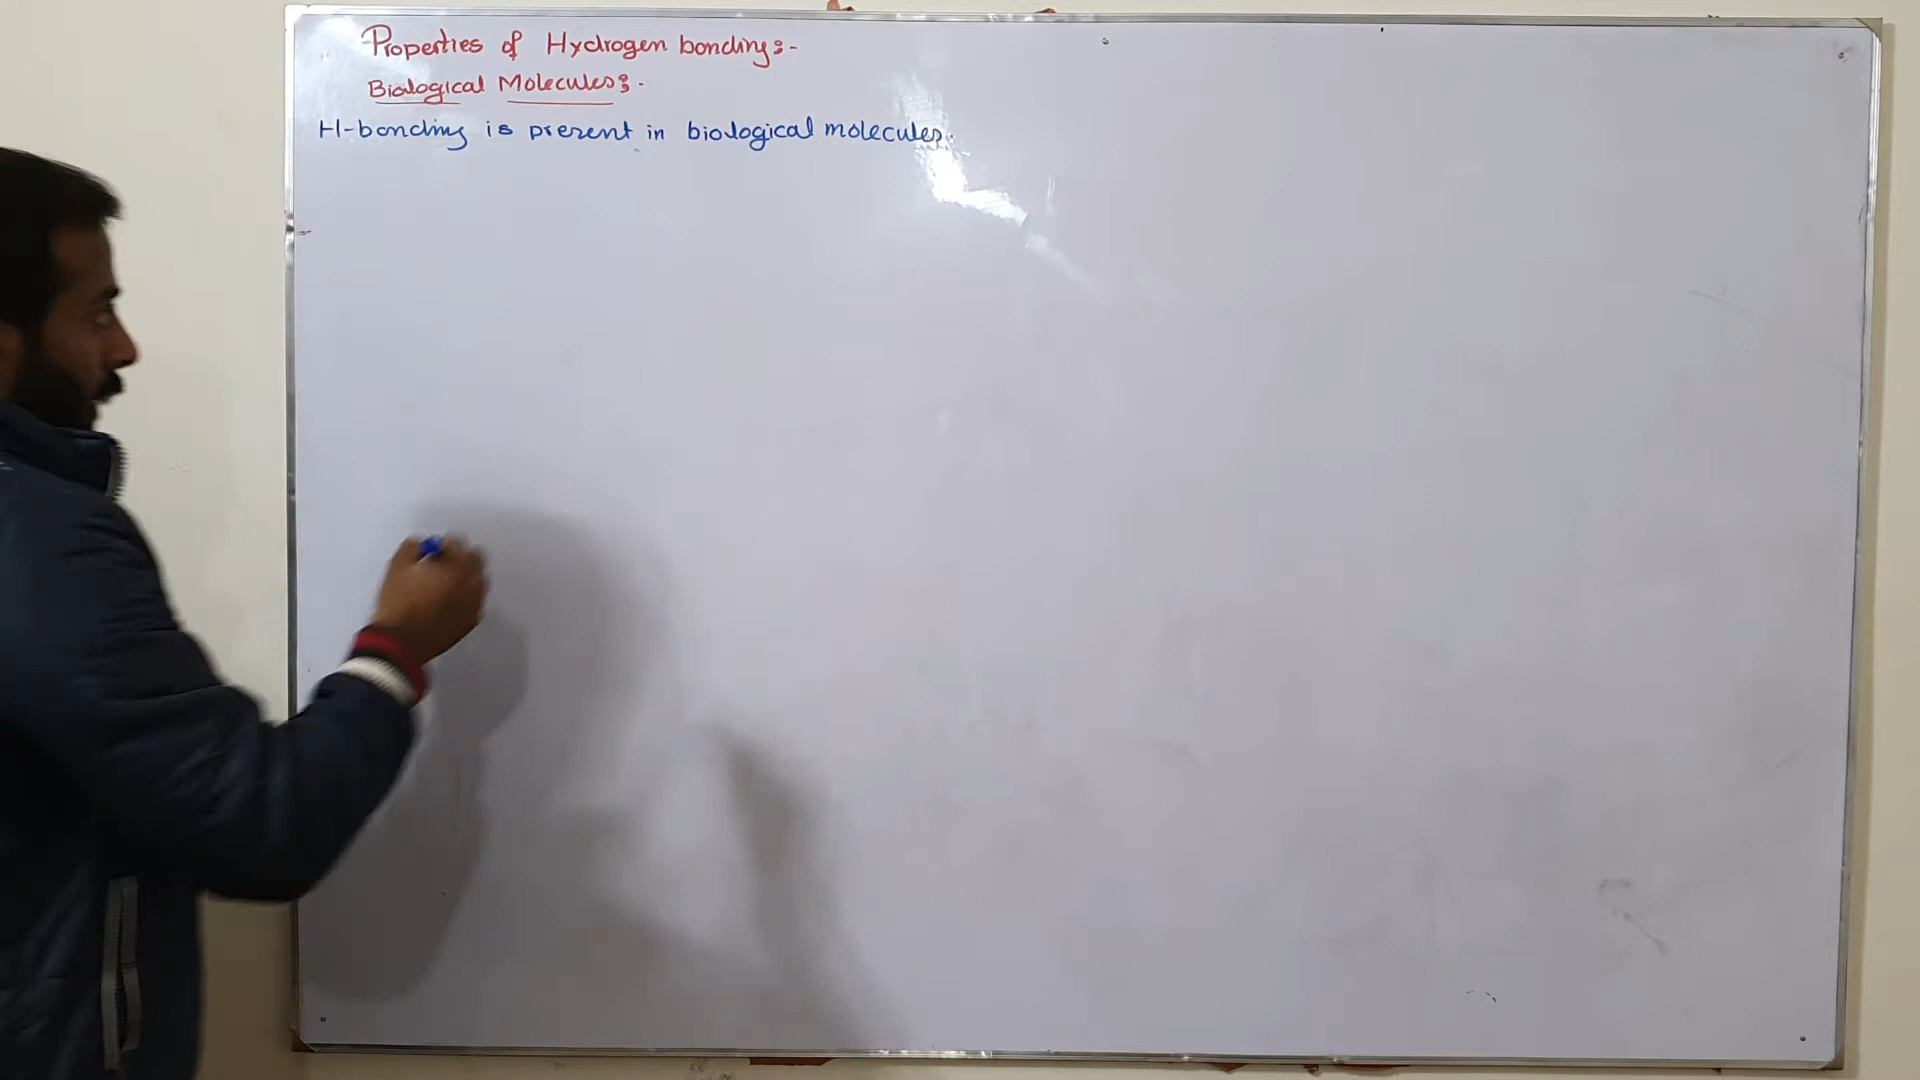 Properties of Hydrogen bonding:-
Biological Molecules:-
H-bonding is present in biological molecules.